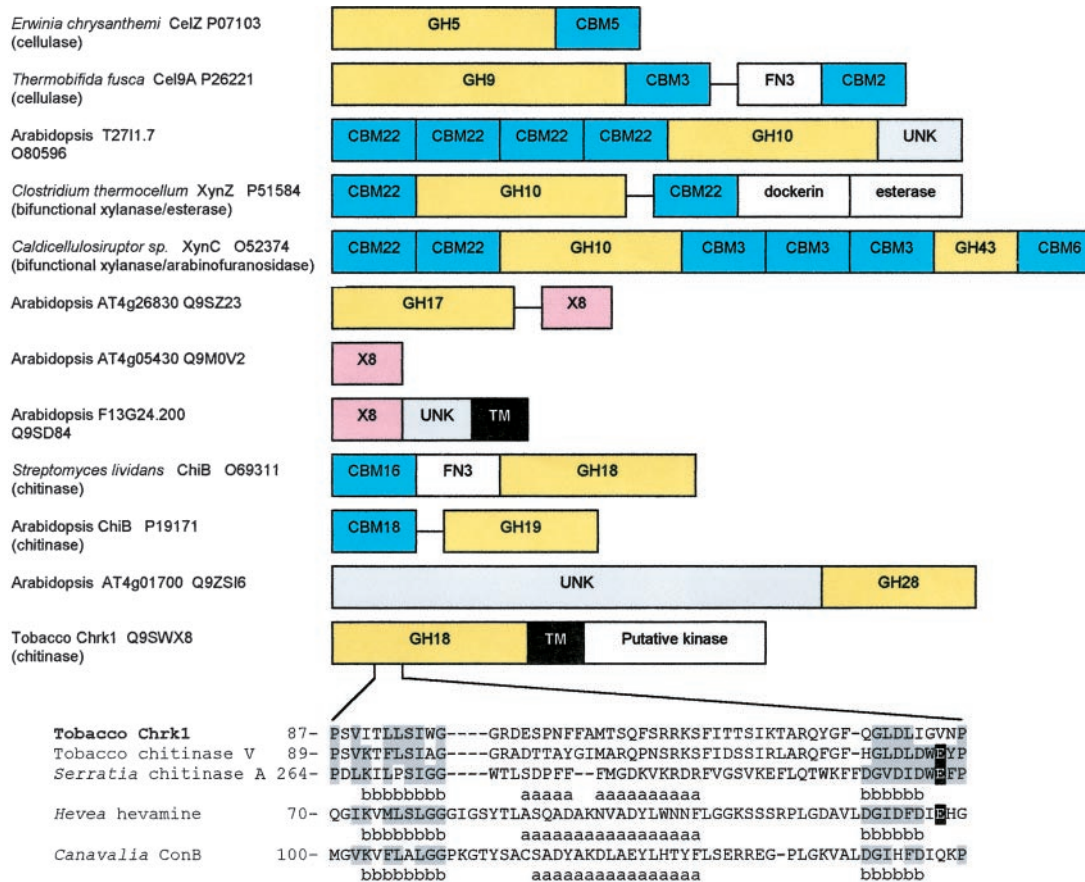 Erwinia chrysanthemi CelZ P07103
(cellulase)
GH5 CBM5
Thermobifida fusca Cel9A P26221
(cellulase)
GH9 CBM3 FN3 CBM2
Arabidopsis T27I1.7
O80596
CBM22 CBM22 CBM22 CBM22 GH10 UNK
Clostridium thermocellum XynZ P51584
(bifunctional xylanase/esterase)
CBM22 GH10 CBM22 dockerin esterase
Caldicellulosiruptor sp. XynC O52374
(bifunctional xylanase/arabinofuranosidase)
CBM22 CBM22 GH10 CBM3 CBM3 CBM3 GH43 CBM6
Arabidopsis AT4g26830 Q9SZ23
GH17 X8
Arabidopsis AT4g05430 Q9M0V2
X8
Arabidopsis F13G24.200
Q9SD84
X8 UNK TM
Streptomyces lividans ChiB O69311
(chitinase)
CBM16 FN3 GH18
Arabidopsis ChiB P19171
(chitinase)
CBM18 GH19
Arabidopsis AT4g01700 Q9ZSI6
UNK GH28
Tobacco Chrk1 Q9SWX8
(chitinase)
GH18 TM Putative kinase
Tobacco Chrk1 87- PSVITLLSIWG----GRDESPNFFAMTSQFSRRKSFITTSIKTARQYGF-QGLDLIGVNP
Tobacco chitinase V 89- PSVKTFLSIAG----GRADTTAYGIMARQPNSRKSFIDSSIRLARQFGF-HGLDLDWEYP
Serratia chitinase A 264- PDLKILPSIGG----WTLSDPFF--FMGDKVKRDRFVGSVKEFLQTWKFFDGVDIDWEFP
bbbbbbbb aaaaa aaaaaaaaaa bbbbbb
Hevea hevamine 70- QGIKVMLSLGGGIGSYTLASQADAKNVADYLWNNFLGGKSSSRPLGDAVLDGIDFDIEHG
bbbbbbbb aaaaaaaaaaaaaaaaa bbbbbb
Canavalia ConB 100- MGVKVFLALGGPKGTYSACSADYAKDLAEYLHTYFLSERREG-PLGKVALDGIHFDIQKP
bbbbbbbb aaaaaaaaaaaaaaaaa bbbbbb